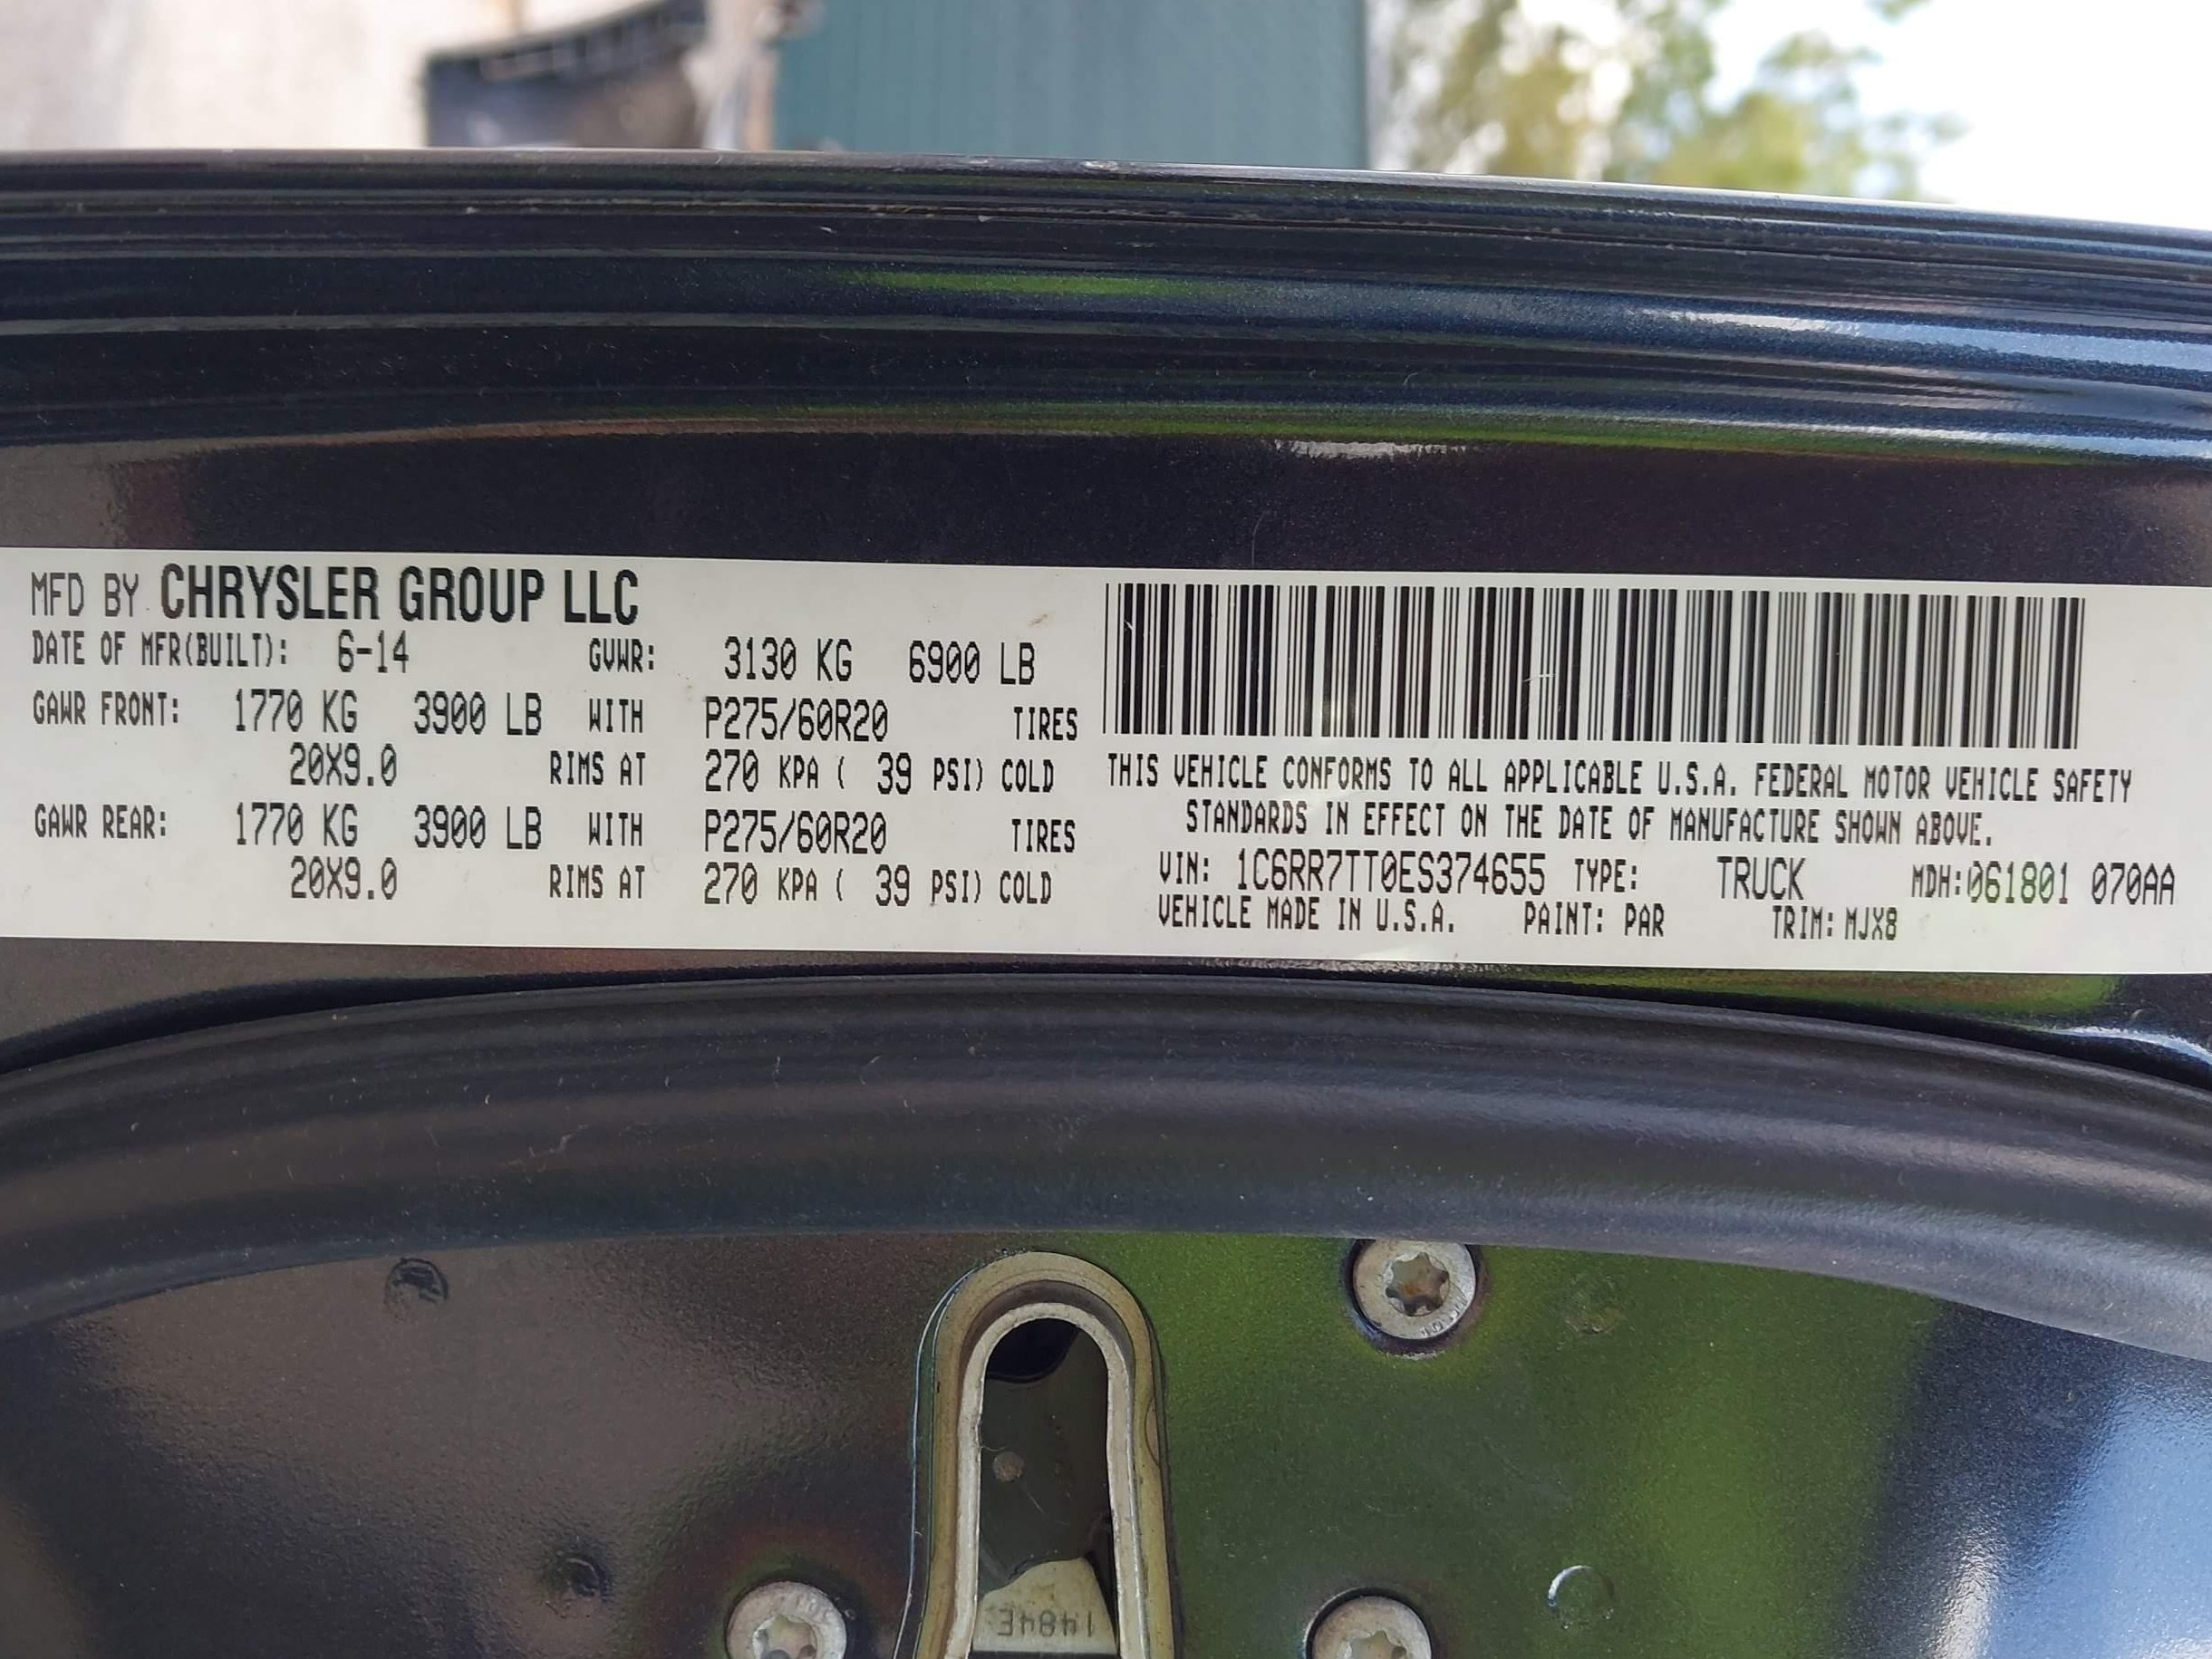 MFD BY CHRYSLER GROUP LLC
DATE OF MFR(BUILT): 6-14 GVWR: 3130 KG 6900 LB
GAWR FRONT: 1770 KG 3900 LB WITH P275/60R20 TIRES
20X9.0 RIMS AT 270 KPA ( 39 PSI) COLD
GAWR REAR: 1770 KG 3900 LB WITH P275/60R20 TIRES
20X9.0 RIMS AT 270 KPA ( 39 PSI) COLD
THIS VEHICLE CONFORMS TO ALL APPLICABLE U.S.A. FEDERAL MOTOR VEHICLE SAFETY
STANDARDS IN EFFECT ON THE DATE OF MANUFACTURE SHOWN ABOVE.
VIN: 1C6RR7TT0ES374655 TYPE: TRUCK MDH:061801 070AA
VEHICLE MADE IN U.S.A. PAINT: PAR TRIM: MJX8
1484E